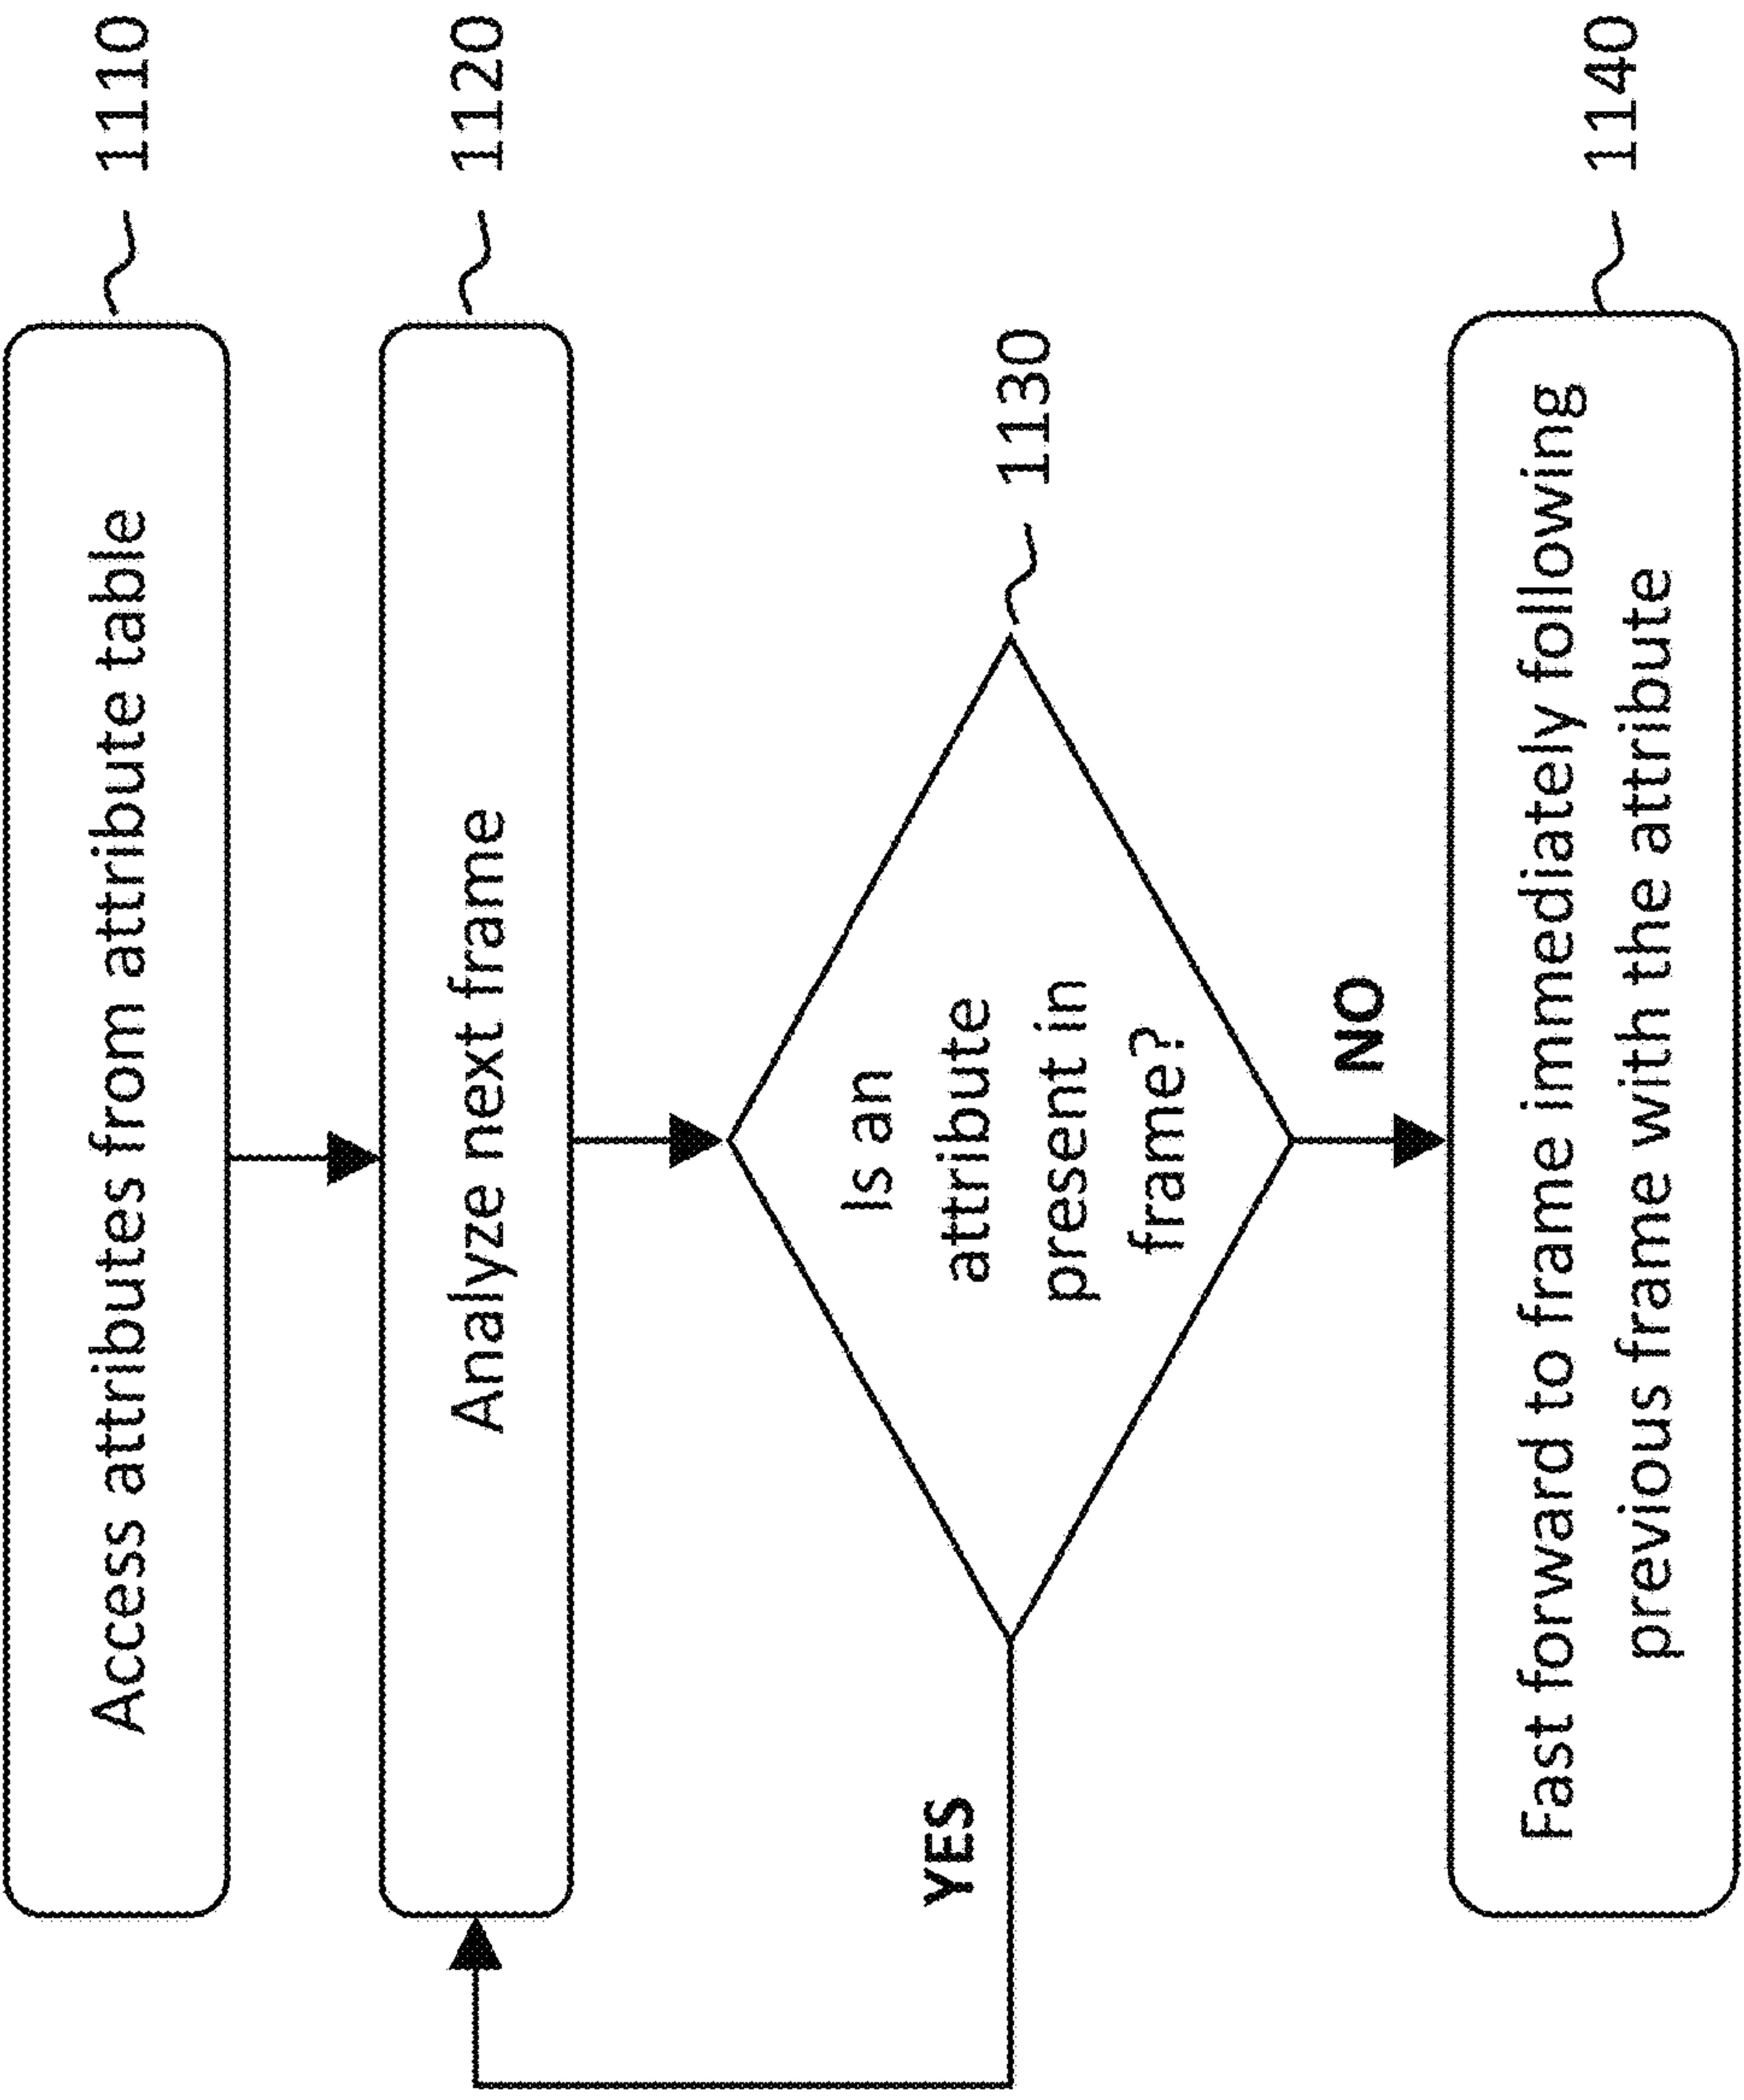 Access attributes from attribute table
1110
Analyze next frame
1120
Is an
attribute
present in
frame?
1130
YES
NO
Fast forward to frame immediately following
previous frame with the attribute
1140